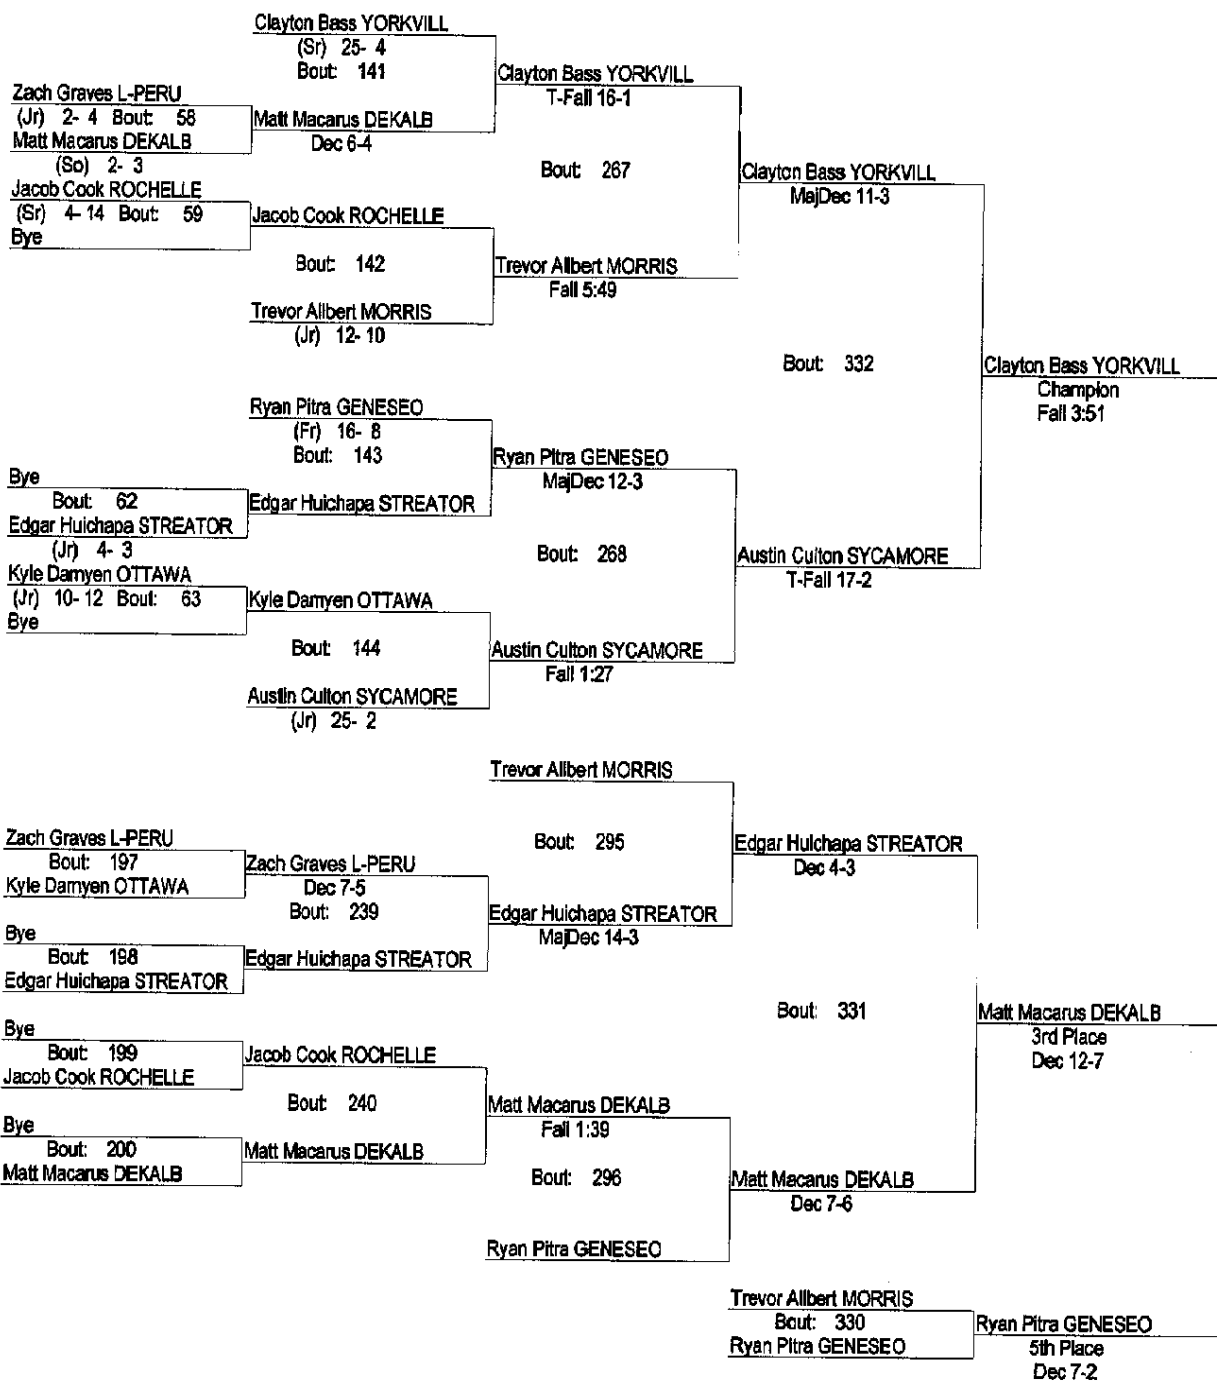 Clayton Bass YORKVILL
(Sr) 25- 4
Bout: 141
Clayton Bass YORKVILL
T-Fall 16-1
Zach Graves L-PERU
(Jr) 2- 4 Bout: 58
Matt Macarus DEKALB
(So) 2- 3
Matt Macarus DEKALB
Dec 6-4
Bout: 267
Clayton Bass YORKVILL
MajDec 11-3
Jacob Cook ROCHELLE
(Sr) 4- 14 Bout: 59
Bye
Jacob Cook ROCHELLE
Bout: 142
Trevor Allbert MORRIS
Fall 5:49
Trevor Allbert MORRIS
(Jr) 12- 10
Bout: 332
Clayton Bass YORKVILL
Champion
Fall 3:51
Ryan Pitra GENESEO
(Fr) 16- 8
Bout: 143
Ryan Pitra GENESEO
MajDec 12-3
Bye
Bout: 62
Edgar Huichapa STREATOR
(Jr) 4- 3
Edgar Huichapa STREATOR
Bout: 268
Austin Culton SYCAMORE
T-Fall 17-2
Kyle Damyen OTTAWA
(Jr) 10- 12 Bout: 63
Bye
Kyle Damyen OTTAWA
Bout: 144
Austin Culton SYCAMORE
Fall 1:27
Austin Culton SYCAMORE
(Jr) 25- 2
Trevor Allbert MORRIS
Bout: 295
Edgar Huichapa STREATOR
Dec 4-3
Zach Graves L-PERU
Bout: 197
Kyle Damyen OTTAWA
Zach Graves L-PERU
Dec 7-5
Bout: 239
Edgar Huichapa STREATOR
MajDec 14-3
Bye
Bout: 198
Edgar Huichapa STREATOR
Edgar Huichapa STREATOR
Bout: 331
Matt Macarus DEKALB
3rd Place
Dec 12-7
Bye
Bout: 199
Jacob Cook ROCHELLE
Jacob Cook ROCHELLE
Bout: 240
Matt Macarus DEKALB
Fall 1:39
Bye
Bout: 200
Matt Macarus DEKALB
Matt Macarus DEKALB
Bout: 296
Matt Macarus DEKALB
Dec 7-6
Ryan Pitra GENESEO
Trevor Allbert MORRIS
Bout: 330
Ryan Pitra GENESEO
Ryan Pitra GENESEO
5th Place
Dec 7-2